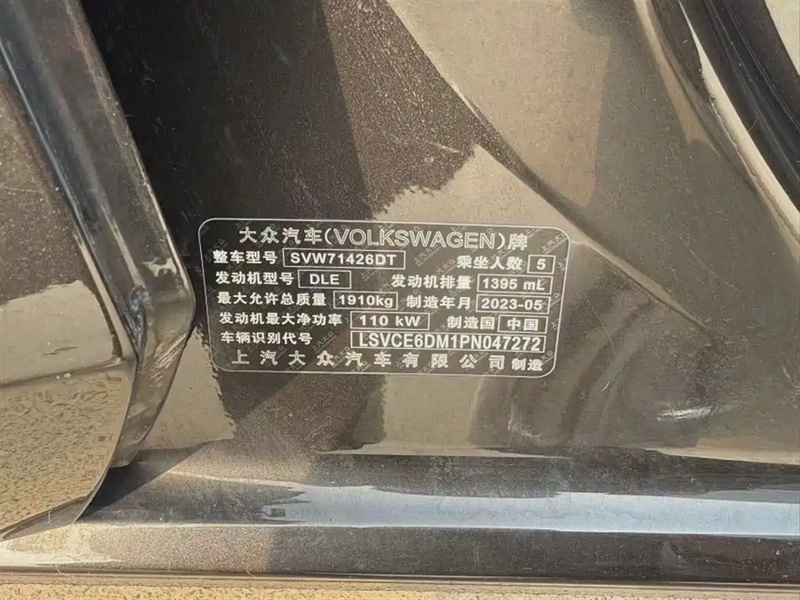 大众汽车(VOLKSWAGEN)牌
整车型号 SVW71426DT 乘坐人数 5
发动机型号 DLE 发动机排量 1395 mL
最大允许总质量 1910kg 制造年月 2023-05
发动机最大净功率 110 kW 制造国 中国
车辆识别代号 LSVCE6DM1PN047272
上汽大众汽车有限公司 制造